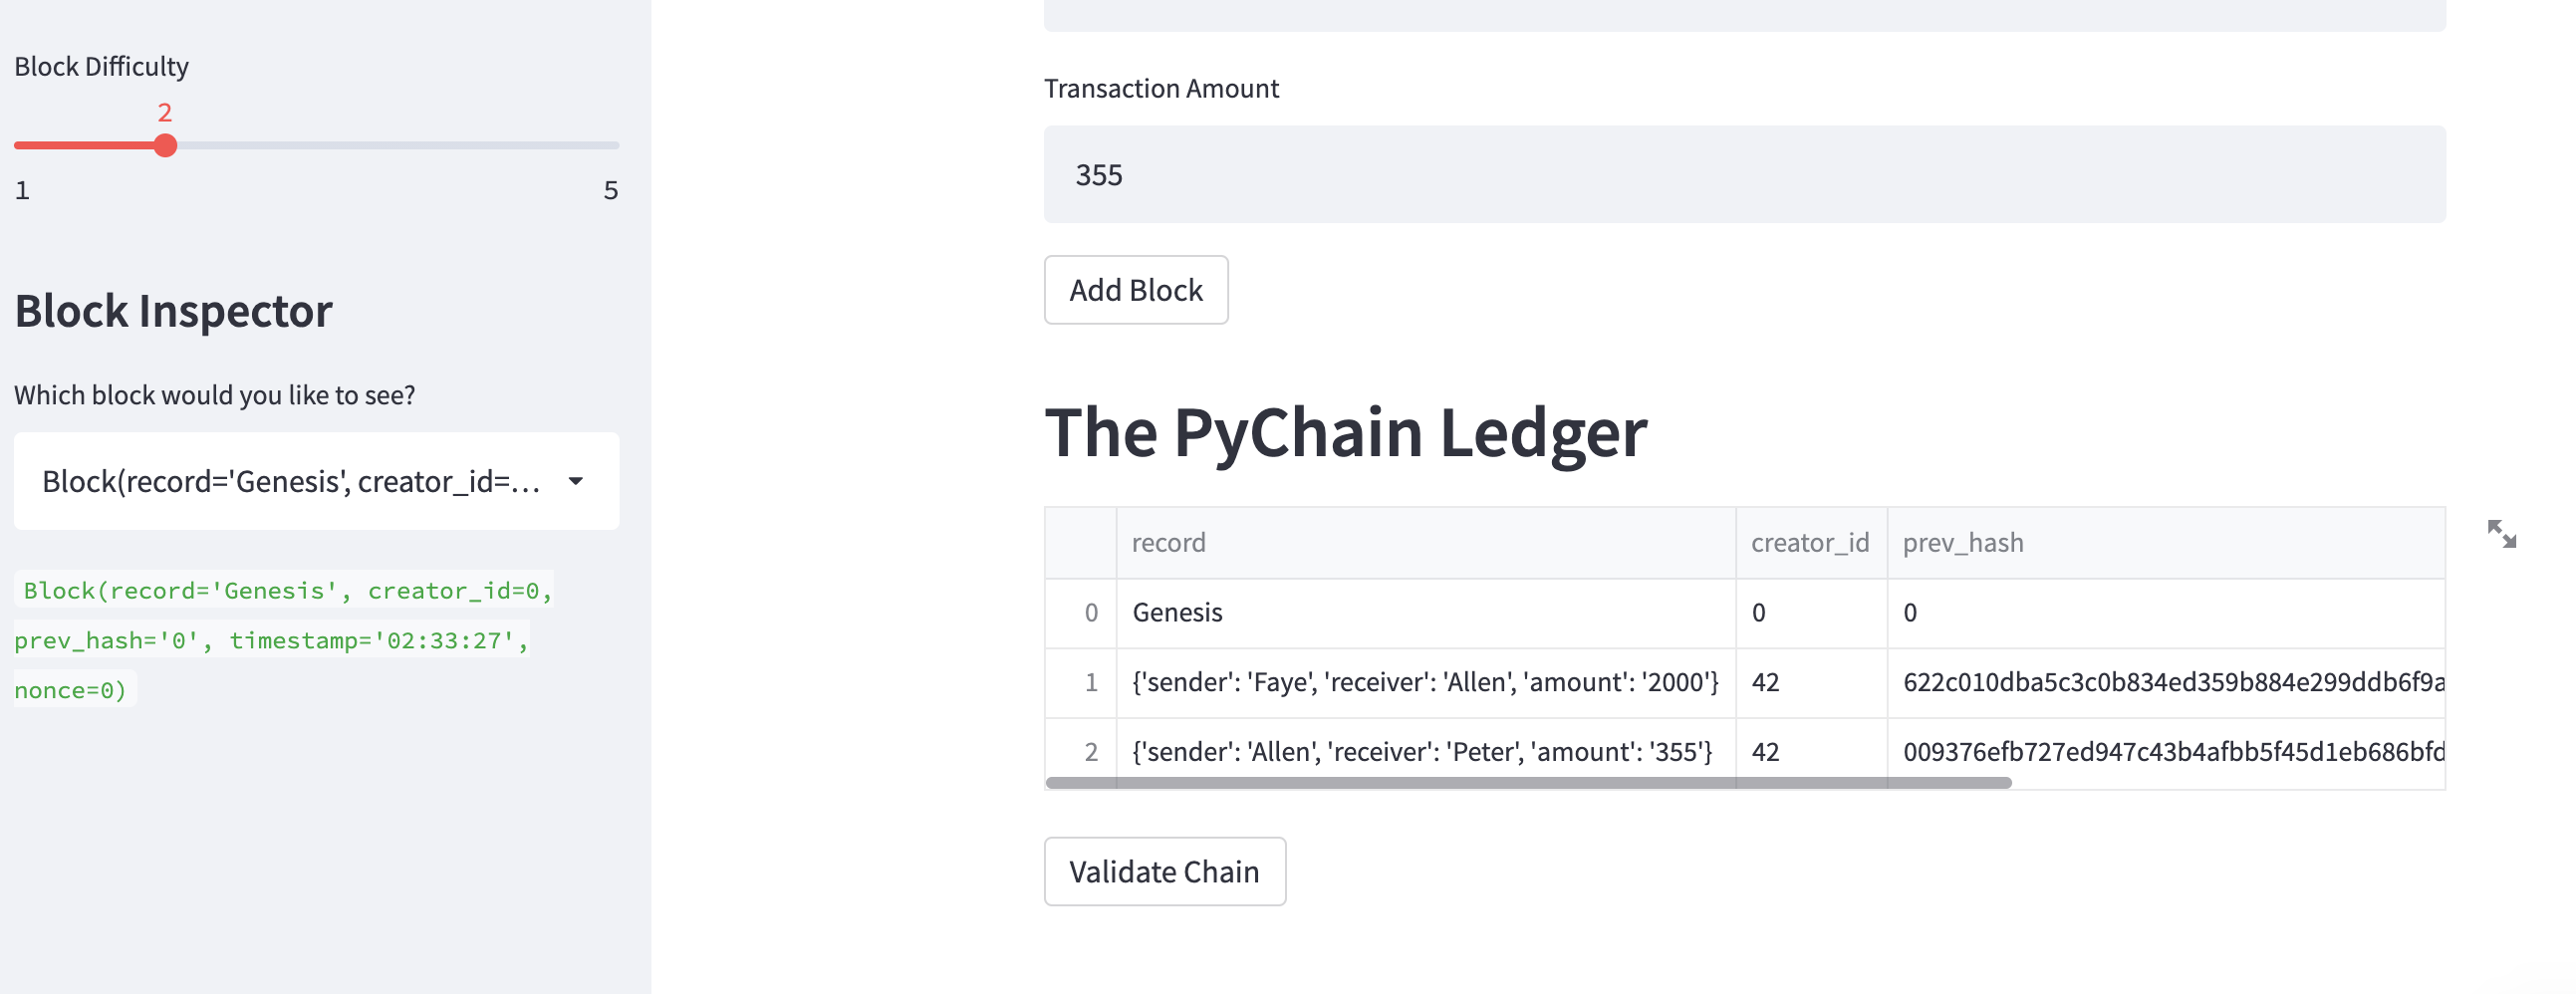 Block Difficulty
2
1 5
Block Inspector
Which block would you like to see?
Block(record='Genesis', creator_id=...
Block(record='Genesis', creator_id=0,
prev_hash='0', timestamp='02:33:27',
nonce=0)
Transaction Amount
355
Add Block
The PyChain Ledger
record creator_id prev_hash
0 Genesis 0 0
1 {'sender': 'Faye', 'receiver': 'Allen', 'amount': '2000'} 42 622c010dba5c3c0b834ed359b884e299ddb6f9a
2 {'sender': 'Allen', 'receiver': 'Peter', 'amount': '355'} 42 009376efb727ed947c43b4afbb5f45d1eb686bfd
Validate Chain